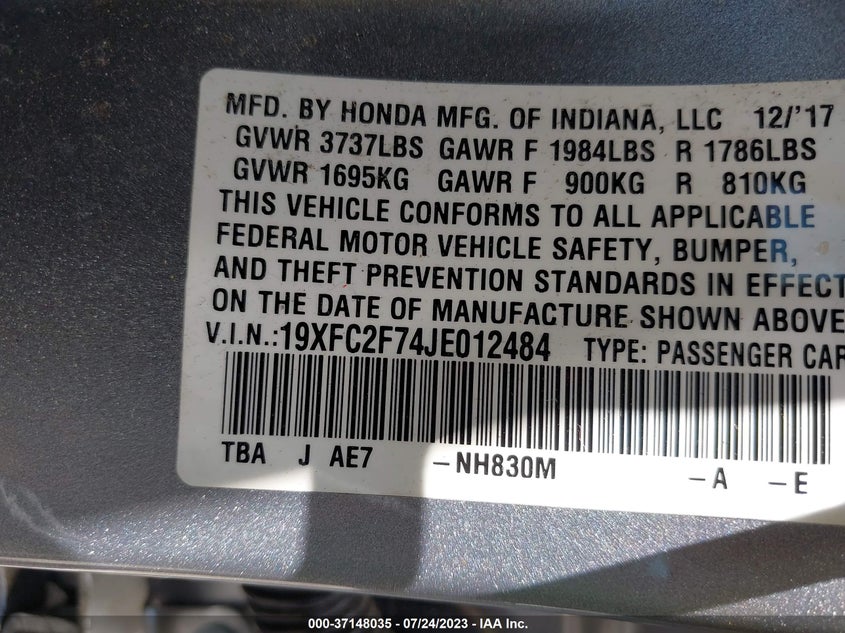 MFD. BY HONDA MFG. OF INDIANA, LLC 12/'17
GVWR 3737LBS GAWR F 1984LBS R 1786LBS
GVWR 1695KG GAWR F 900KG R 810KG
THIS VEHICLE CONFORMS TO ALL APPLICABLE
FEDERAL MOTOR VEHICLE SAFETY, BUMPER,
AND THEFT PREVENTION STANDARDS IN EFFECT
ON THE DATE OF MANUFACTURE SHOWN ABOVE
V.I.N.:19XFC2F74JE012484 TYPE: PASSENGER CAR
TBA J AE7 -NH830M -A -E
000-37148035 - 07/24/2023 - IAA Inc.